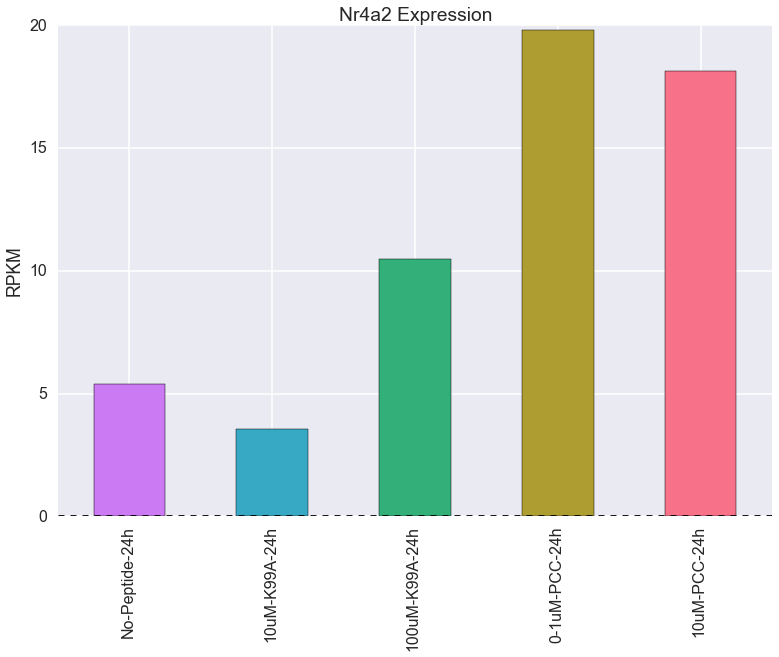 Nr4a2 Expression
20
15
10
5
0
RPKM
No-Peptide-24h
10uM-K99A-24h
100uM-K99A-24h
0-1uM-PCC-24h
10uM-PCC-24h